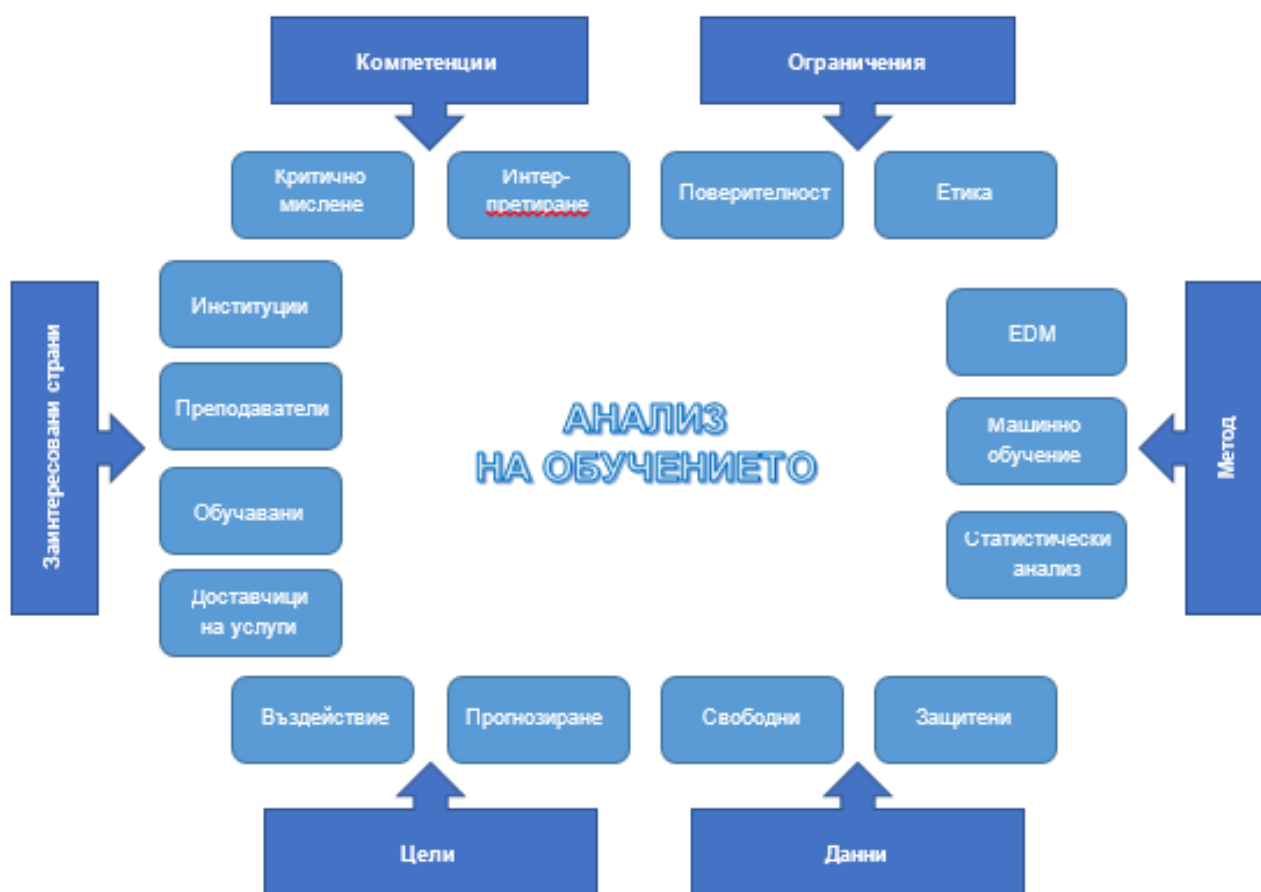 Компетенции
Ограничения
Критично
мислене
Интер-
претиране
Поверителност
Етика
Заинтересовани страни
Институции
Преподаватели
Обучавани
Доставчици
на услуги
АНАЛИЗ
НА ОБУЧЕНИЕТО
EDM
Машинно
обучение
Статистически
анализ
Метод
Въздействие
Прогнозиране
Свободни
Защитени
Цели
Данни